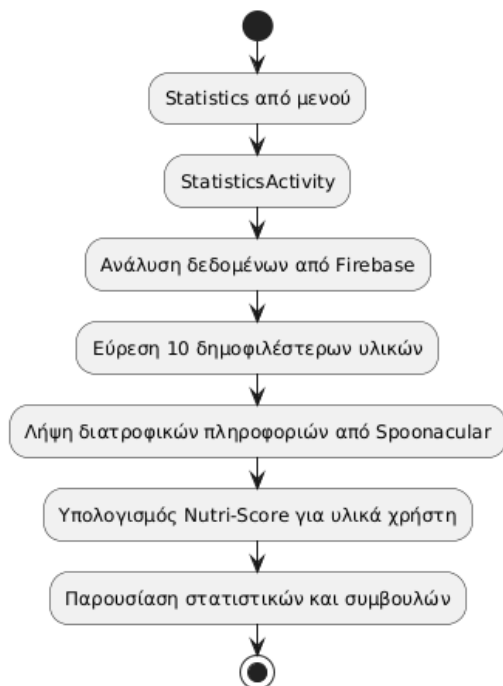 Statistics από μενού
StatisticsActivity
Ανάλυση δεδομένων από Firebase
Εύρεση 10 δημοφιλέστερων υλικών
Λήψη διατροφικών πληροφοριών από Spoonacular
Υπολογισμός Nutri-Score για υλικά χρήστη
Παρουσίαση στατιστικών και συμβουλών